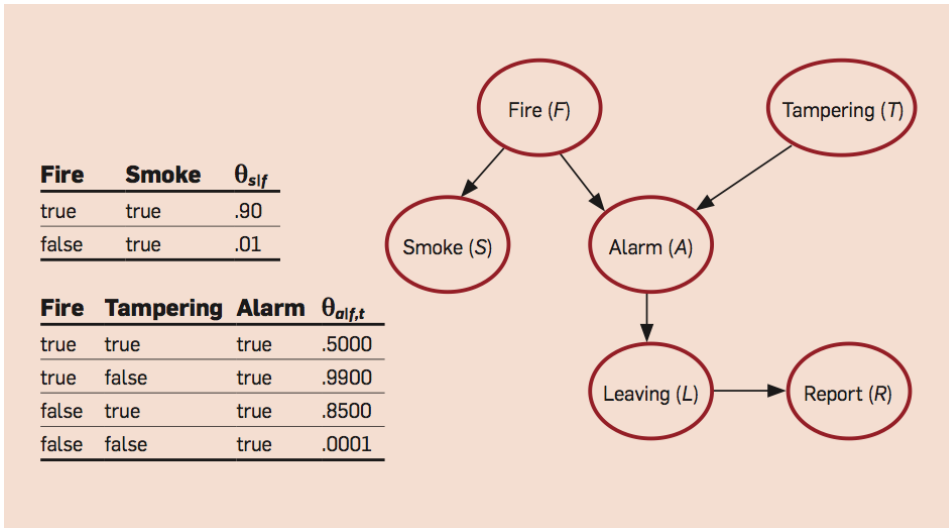 Fire (F)
Tampering (T)
Smoke (S)
Alarm (A)
Leaving (L)
Report (R)
Fire Smoke θs|f
true true .90
false true .01
Fire Tampering Alarm θa|f,t
true true true .5000
true false true .9900
false true true .8500
false false true .0001